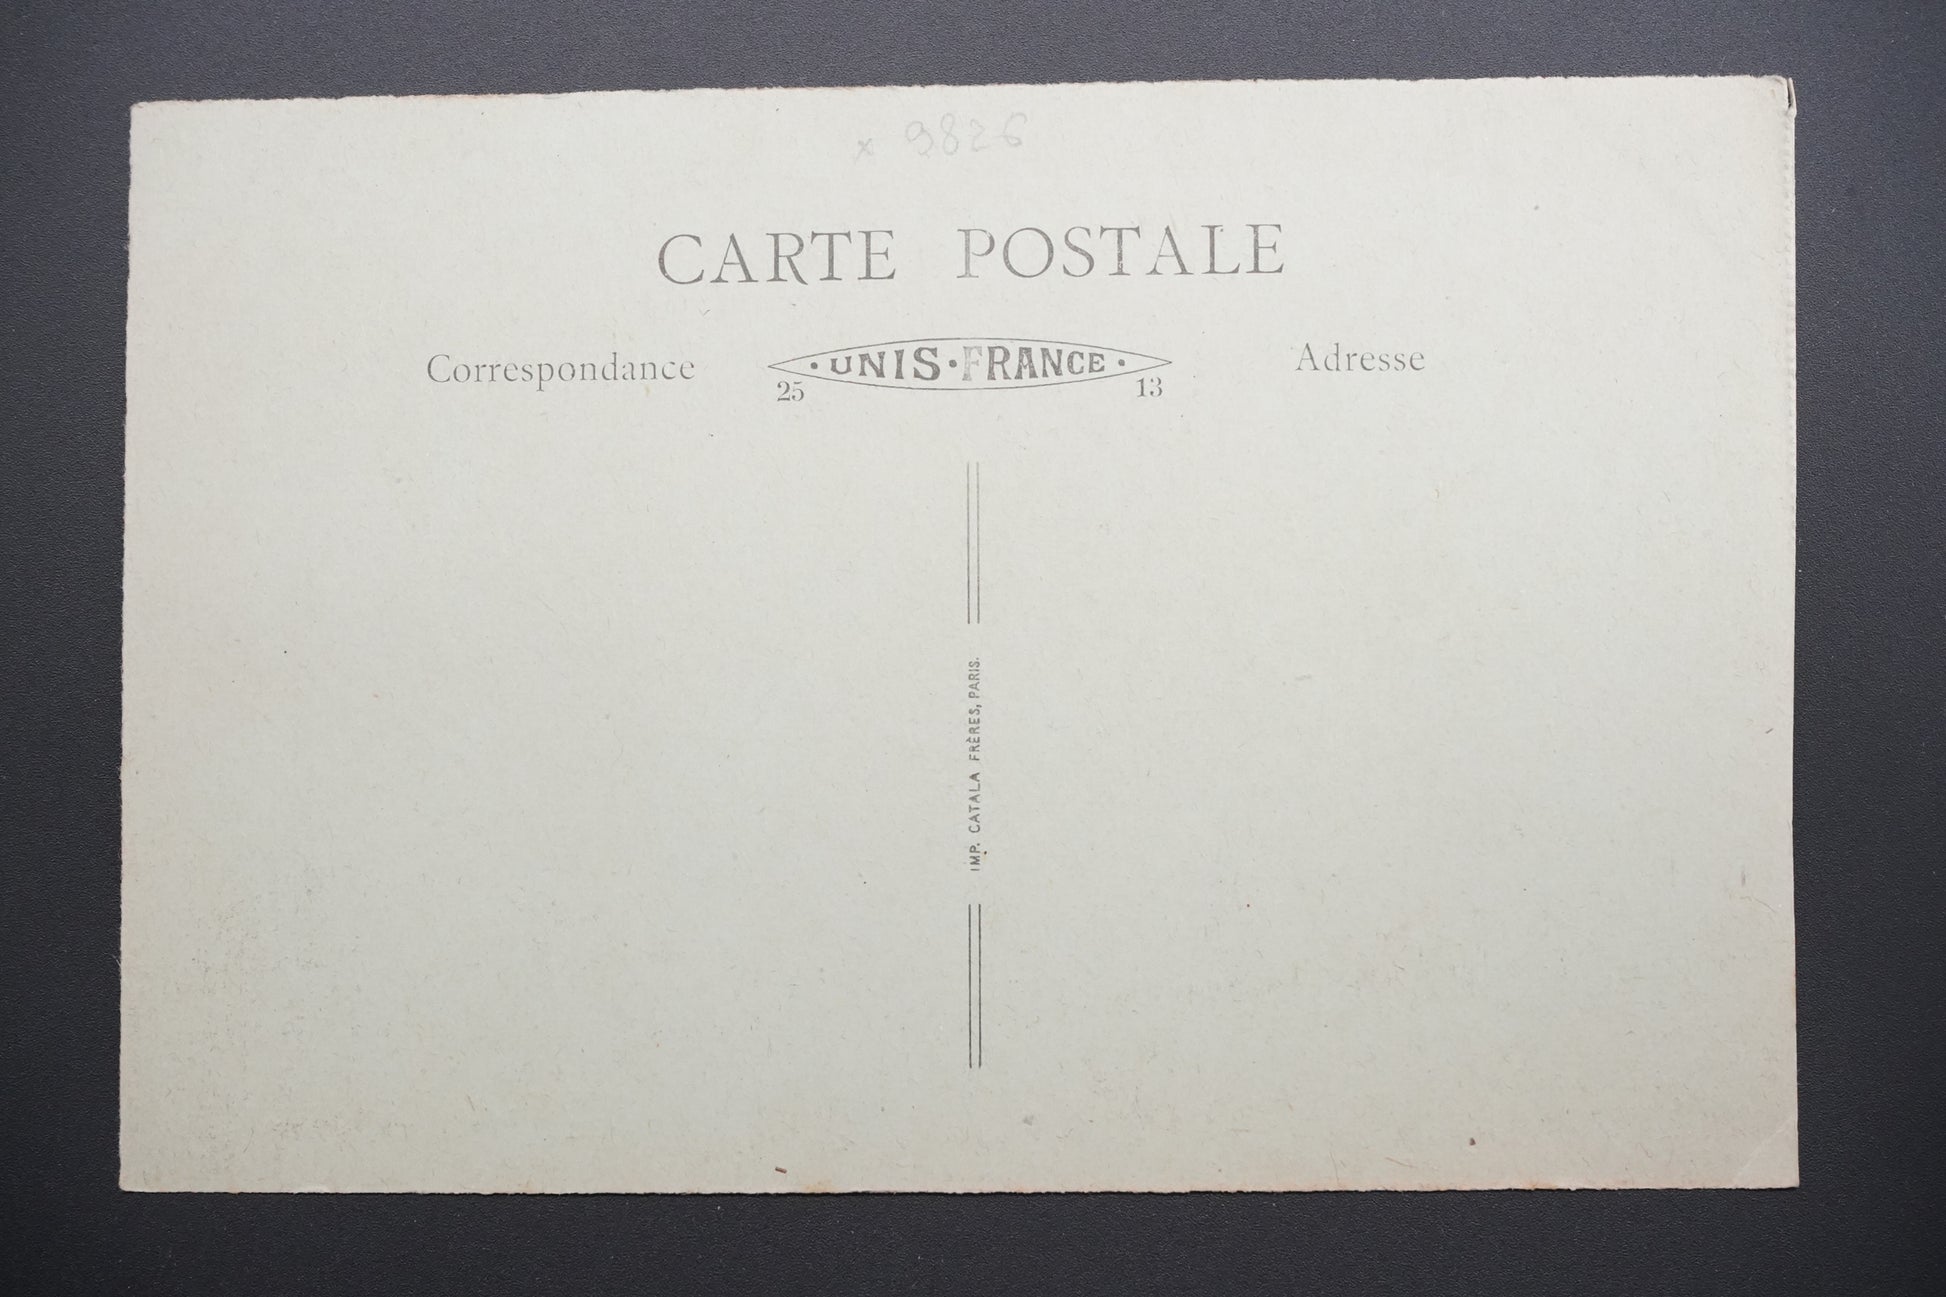 x 9826
CARTE POSTALE
Correspondance
· UNIS · FRANCE ·
25 13
Adresse
IMP. CATALA FRÈRES, PARIS.